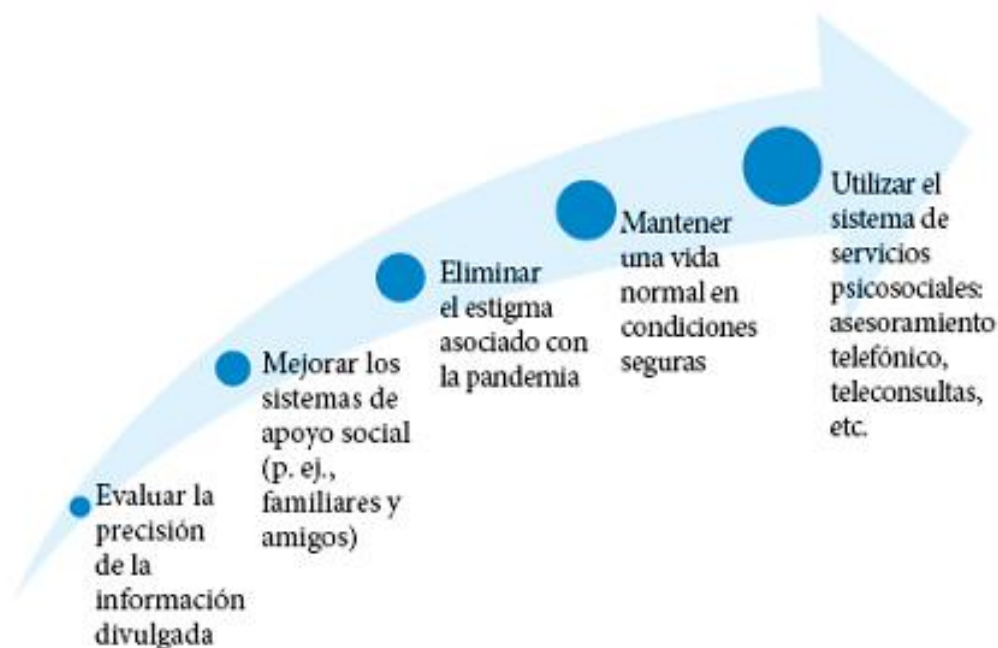 Evaluar la
precisión
de la
información
divulgada
Mejorar los
sistemas de
apoyo social
(p. ej.,
familiares y
amigos)
Eliminar
el estigma
asociado con
la pandemia
Mantener
una vida
normal en
condiciones
seguras
Utilizar el
sistema de
servicios
psicosociales:
asesoramiento
telefónico,
teleconsultas,
etc.